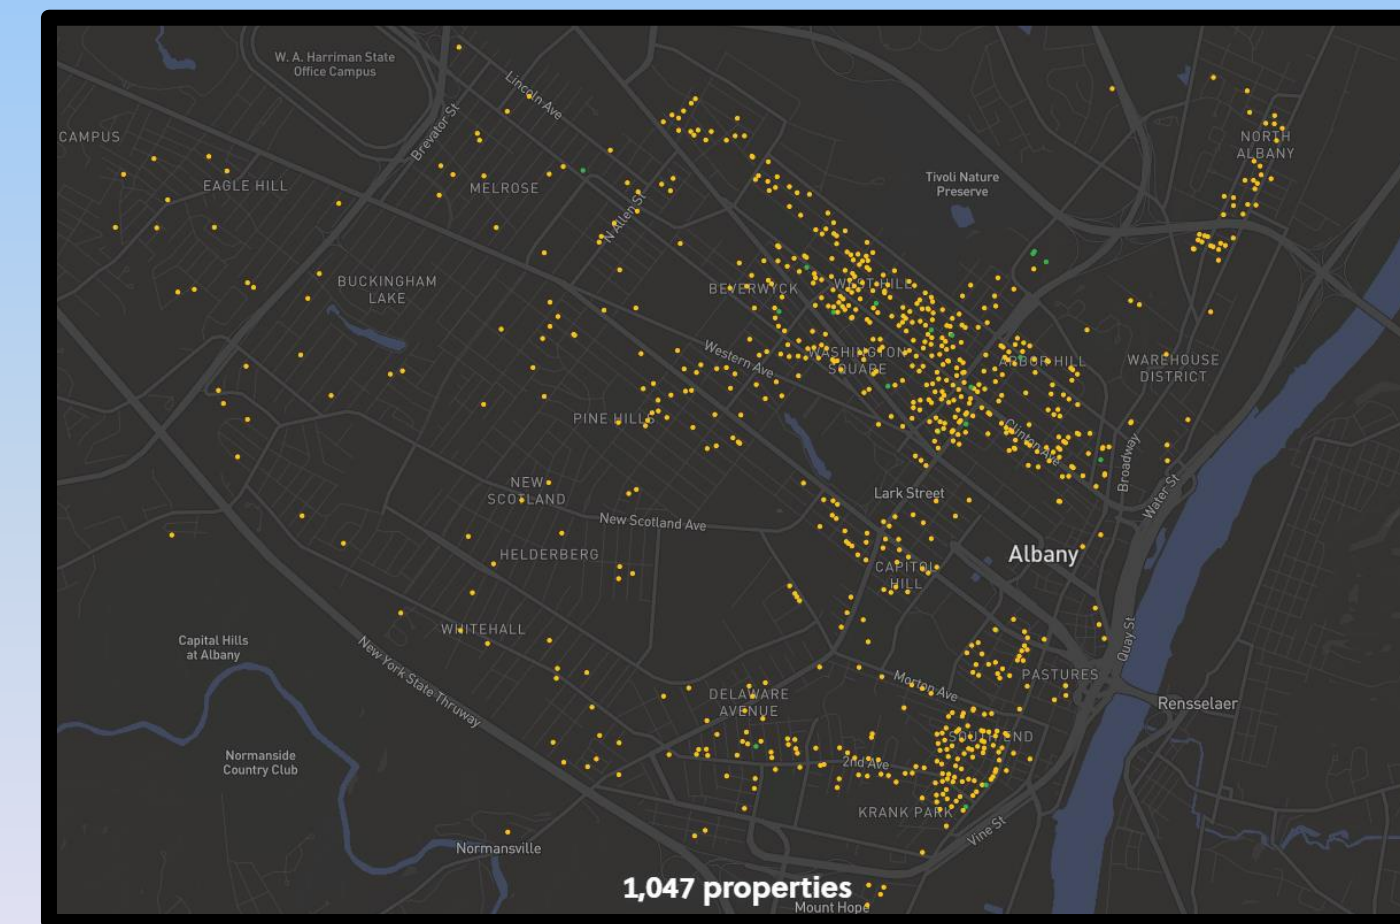 W. A. Harriman State
Office Campus
Lincoln Ave
Brevator St
CAMPUS
NORTH
ALBANY
EAGLE HILL
MELROSE
Tivoli Nature
Preserve
N Allen St
BUCKINGHAM
LAKE
BEVERWYCK
WEST HILL
Western Ave
WASHINGTON
SQUARE
ARBOR HILL
WAREHOUSE
DISTRICT
PINE HILLS
Clinton Ave
Broadway
NEW
SCOTLAND
Lark Street
Water St
New Scotland Ave
HELDERBERG
Albany
CAPITOL
HILL
WHITEHALL
Capital Hills
at Albany
Quay St
New York State Thruway
Morton Ave
PASTURES
DELAWARE
AVENUE
Rensselaer
SOUTH END
Normanside
Country Club
2nd Ave
KRANK PARK
Vine St
Normansville
1,047 properties
Mount Hope